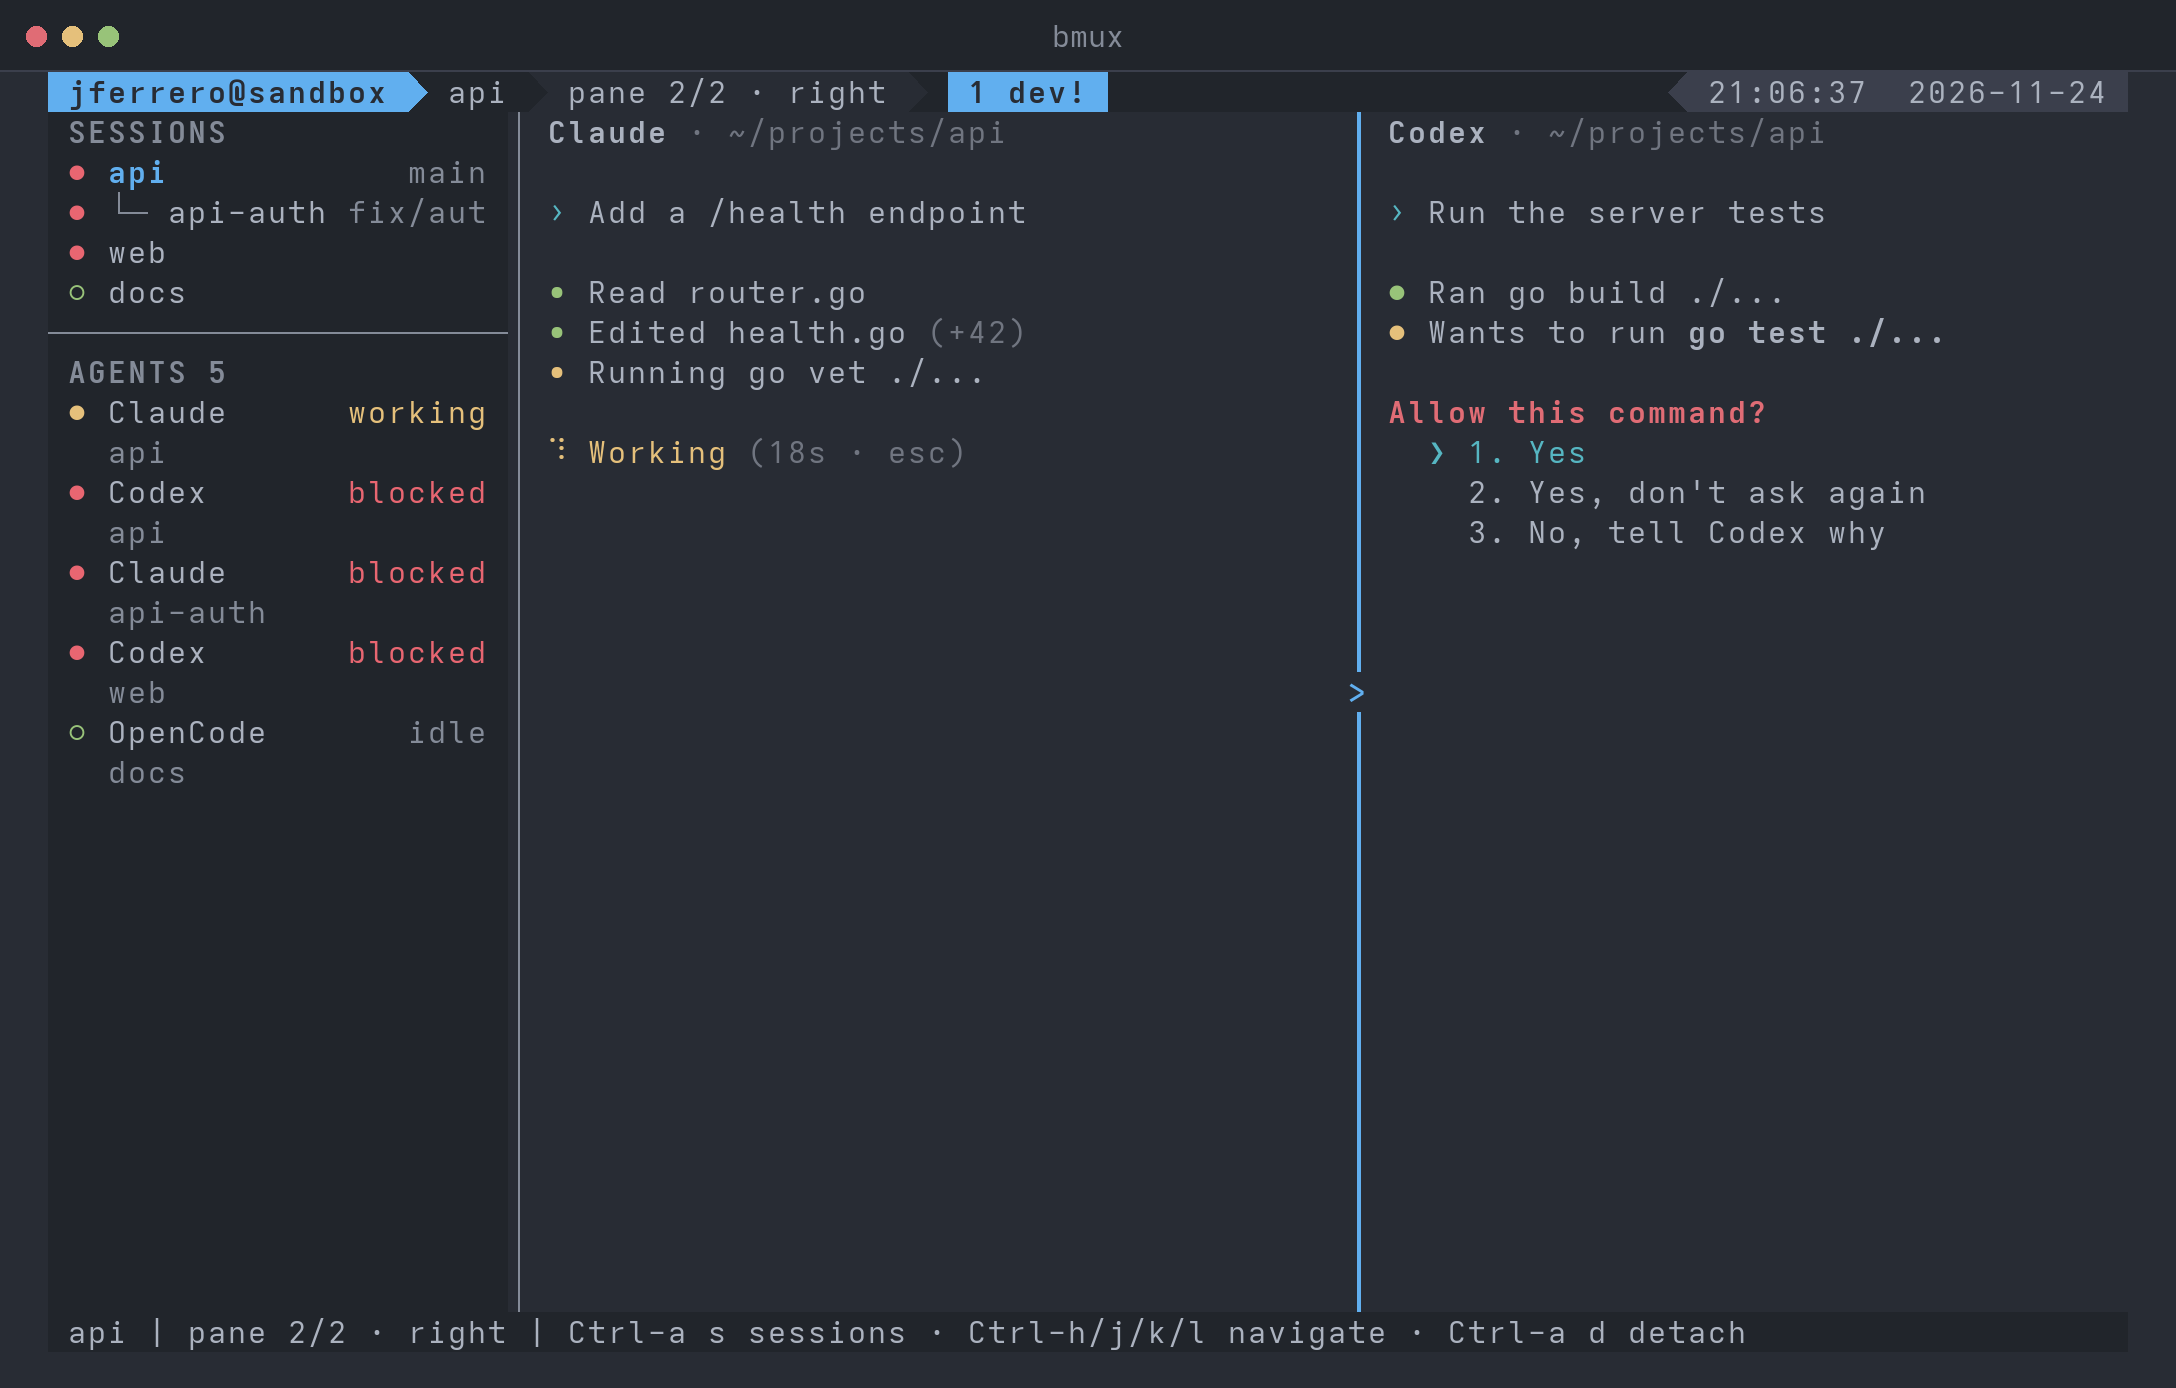 bmux
jferrero@sandbox api pane 2/2 · right 1 dev! 21:06:37 2026-11-24
SESSIONS
● api main
● └─ api-auth fix/aut
● web
○ docs
AGENTS 5
● Claude working
api
● Codex blocked
api
● Claude blocked
api-auth
● Codex blocked
web
○ OpenCode idle
docs
Claude · ~/projects/api
› Add a /health endpoint
• Read router.go
• Edited health.go (+42)
• Running go vet ./...
⠹ Working (18s · esc)
>
Codex · ~/projects/api
› Run the server tests
● Ran go build ./...
● Wants to run go test ./...
Allow this command?
❯ 1. Yes
2. Yes, don't ask again
3. No, tell Codex why
api | pane 2/2 · right | Ctrl-a s sessions · Ctrl-h/j/k/l navigate · Ctrl-a d detach